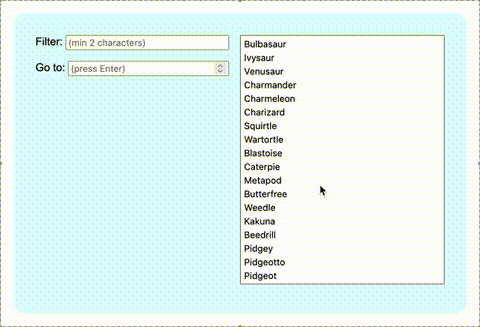 Filter: (min 2 characters)
Go to: (press Enter)
Bulbasaur
Ivysaur
Venusaur
Charmander
Charmeleon
Charizard
Squirtle
Wartortle
Blastoise
Caterpie
Metapod
Butterfree
Weedle
Kakuna
Beedrill
Pidgey
Pidgeotto
Pidgeot